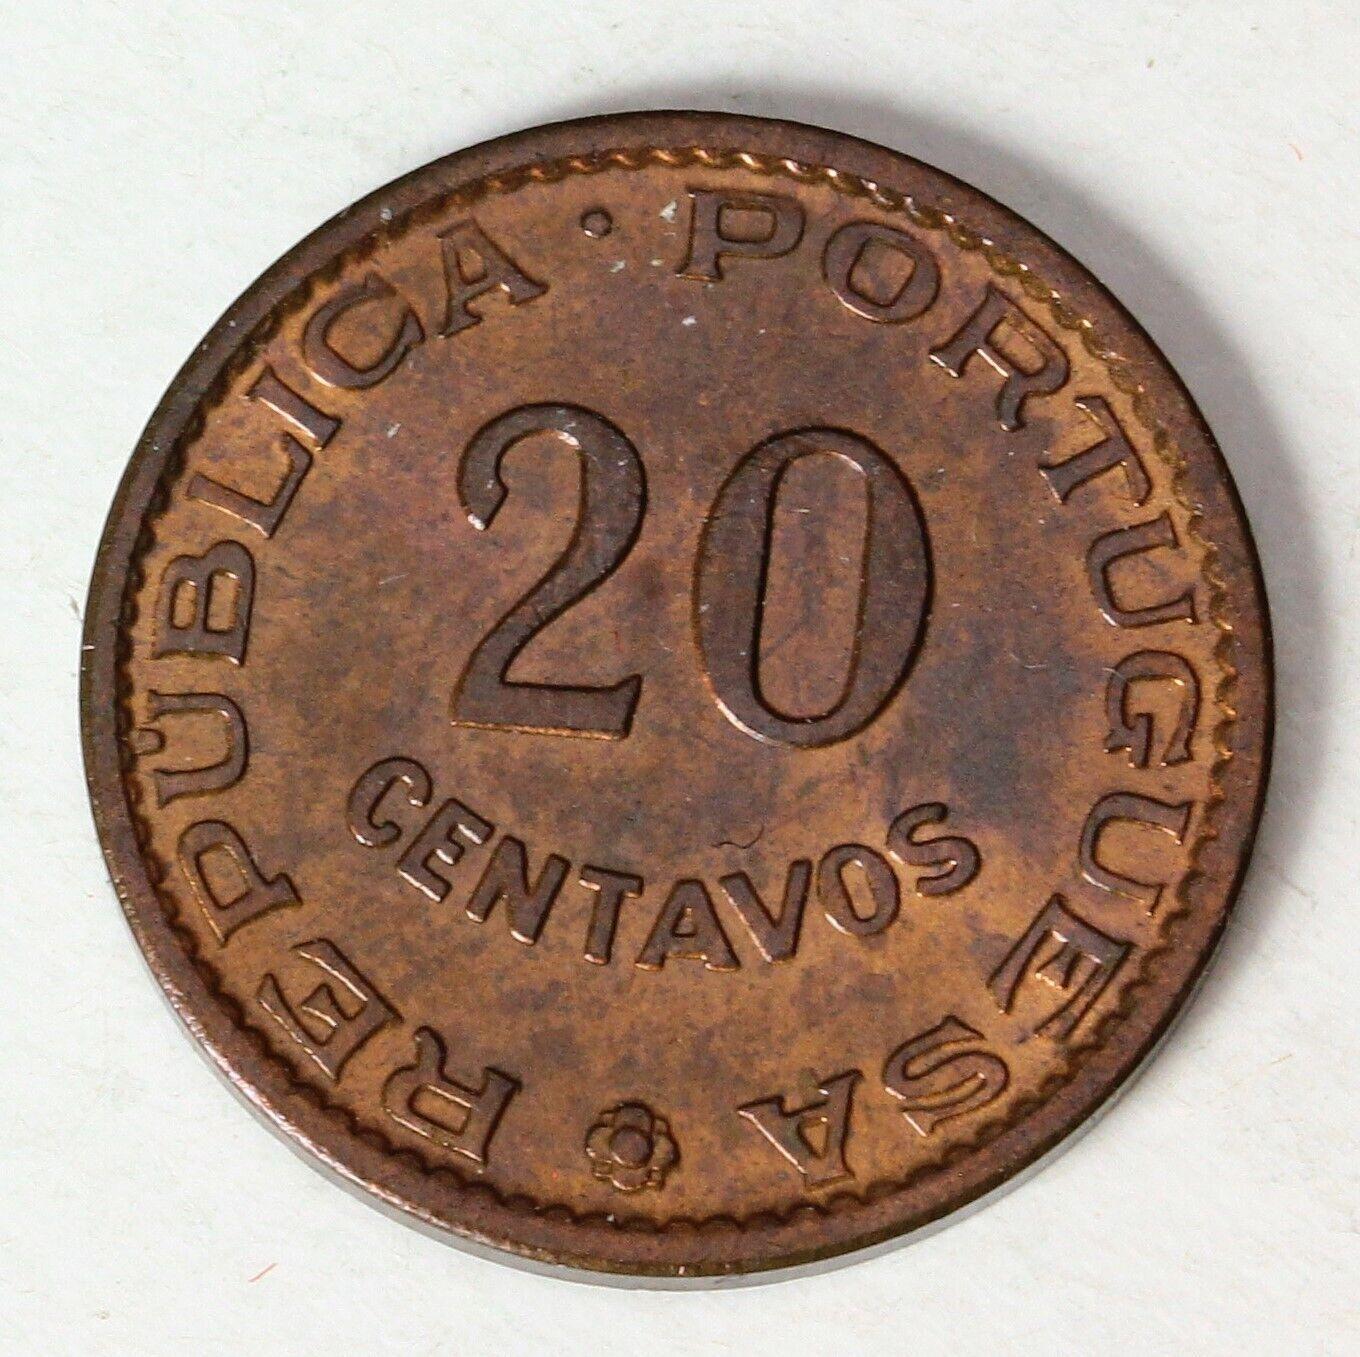 REPÚBLICA · PORTUGUESA
20
CENTAVOS